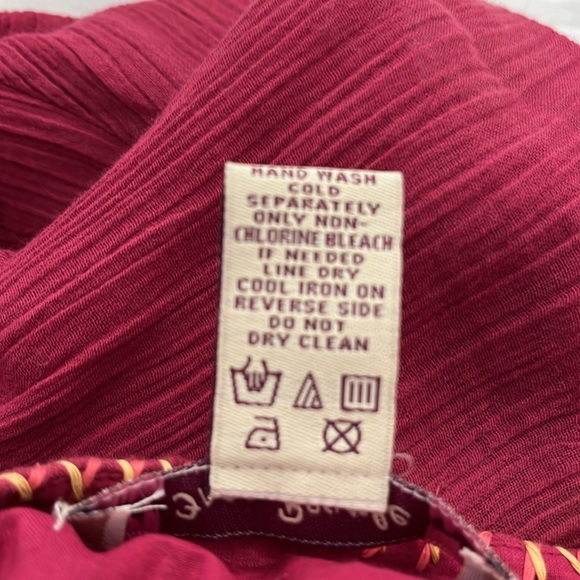 HAND WASH
COLD
SEPARATELY
ONLY NON-
CHLORINE BLEACH
IF NEEDED
LINE DRY
COOL IRON ON
REVERSE SIDE
DO NOT
DRY CLEAN